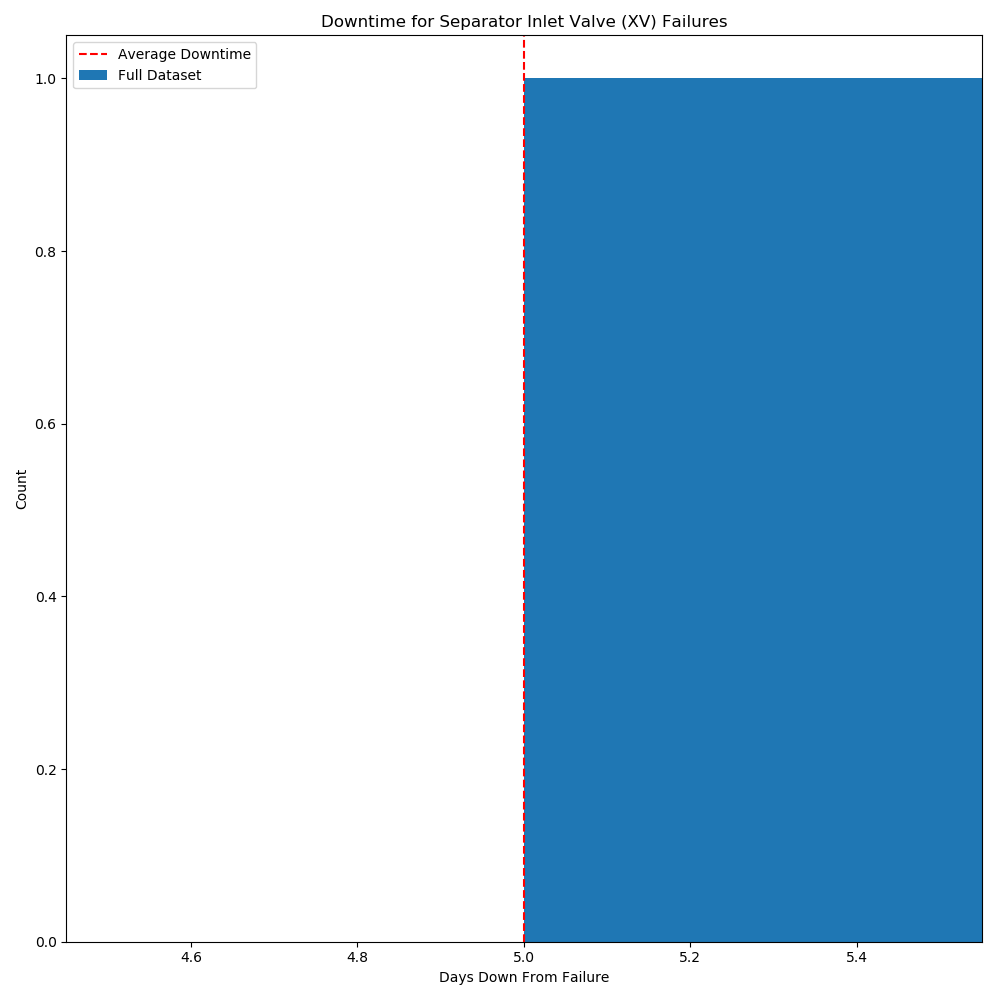 Downtime for Separator Inlet Valve (XV) Failures
Average Downtime
Full Dataset
1.0
0.8
0.6
0.4
0.2
0.0
Count
4.6 4.8 5.0 5.2 5.4
Days Down From Failure